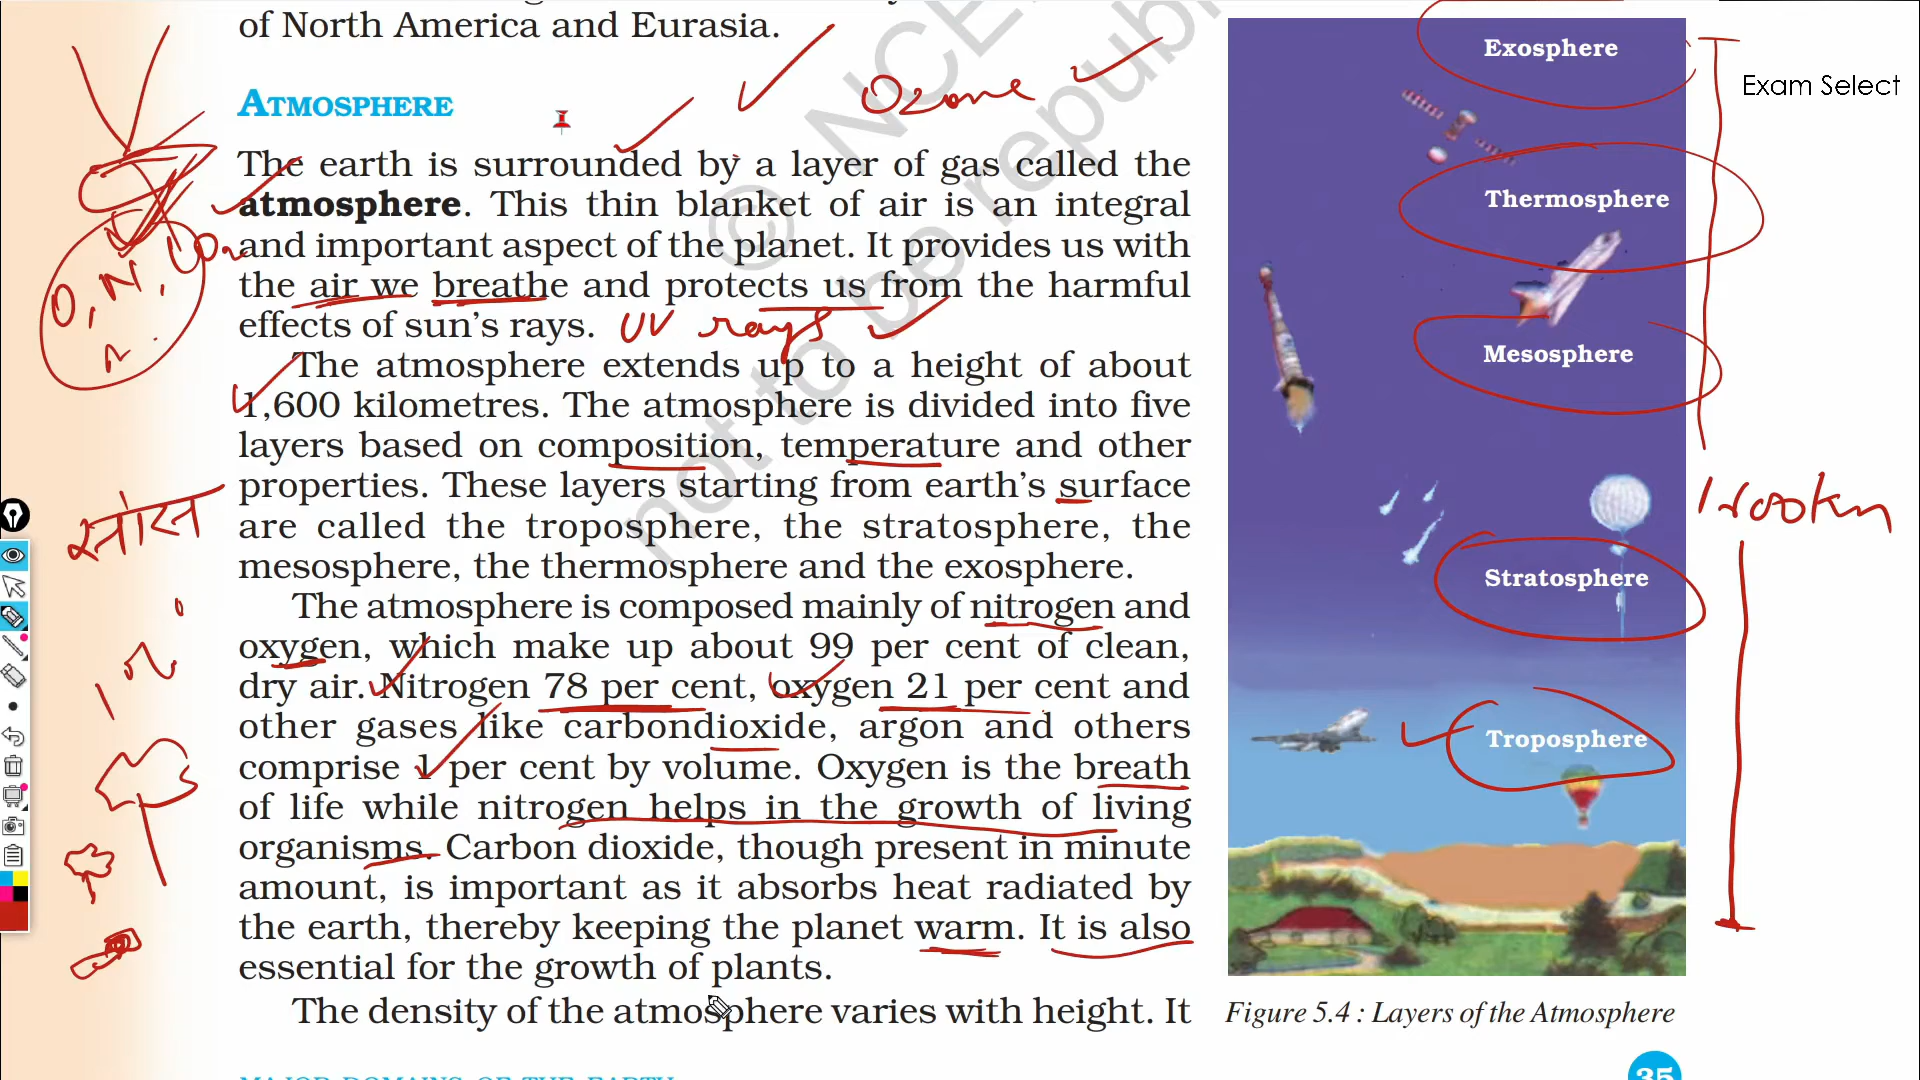 of North America and Eurasia.
ATMOSPHERE
Ozone
The earth is surrounded by a layer of gas called the
atmosphere. This thin blanket of air is an integral
and important aspect of the planet. It provides us with
the air we breathe and protects us from the harmful
effects of sun's rays. UV rays
The atmosphere extends up to a height of about
1,600 kilometres. The atmosphere is divided into five
layers based on composition, temperature and other
properties. These layers starting from earth's surface
are called the troposphere, the stratosphere, the
mesosphere, the thermosphere and the exosphere.
The atmosphere is composed mainly of nitrogen and
oxygen, which make up about 99 per cent of clean,
dry air. Nitrogen 78 per cent, oxygen 21 per cent and
other gases like carbondioxide, argon and others
comprise 1 per cent by volume. Oxygen is the breath
of life while nitrogen helps in the growth of living
organisms. Carbon dioxide, though present in minute
amount, is important as it absorbs heat radiated by
the earth, thereby keeping the planet warm. It is also
essential for the growth of plants.
The density of the atmosphere varies with height. It
MAJOR DOMAINS OF THE EARTH
Exosphere
Thermosphere
Mesosphere
Stratosphere
Troposphere
Figure 5.4 : Layers of the Atmosphere
35
Exam Select
© NCE
not to be republ